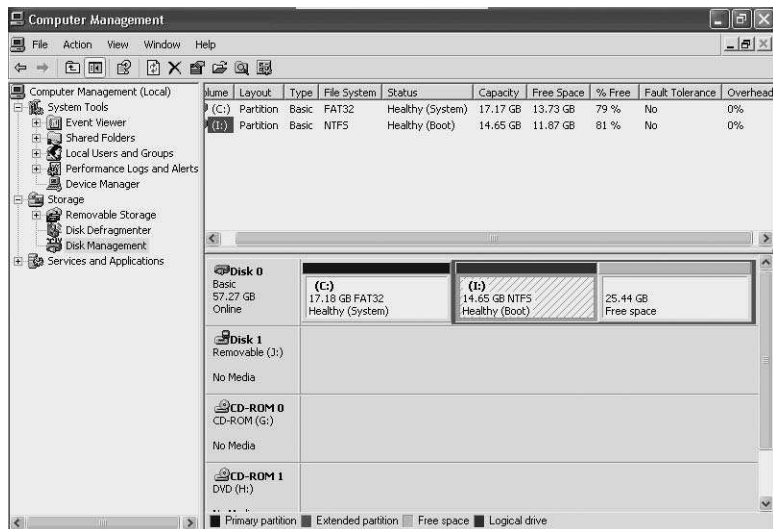 Computer Management
File Action View Window Help
Computer Management (Local)
System Tools
Event Viewer
Shared Folders
Local Users and Groups
Performance Logs and Alerts
Device Manager
Storage
Removable Storage
Disk Defragmenter
Disk Management
Services and Applications
lume Layout Type File System Status Capacity Free Space % Free Fault Tolerance Overhead
(C:) Partition Basic FAT32 Healthy (System) 17.17 GB 13.73 GB 79 % No 0%
(I:) Partition Basic NTFS Healthy (Boot) 14.65 GB 11.87 GB 81 % No 0%
Disk 0
Basic
57.27 GB
Online
(C:)
17.18 GB FAT32
Healthy (System)
(I:)
14.65 GB NTFS
Healthy (Boot)
25.44 GB
Free space
Disk 1
Removable (J:)
No Media
CD-ROM 0
CD-ROM (G:)
No Media
CD-ROM 1
DVD (H:)
Primary partition Extended partition Free space Logical drive